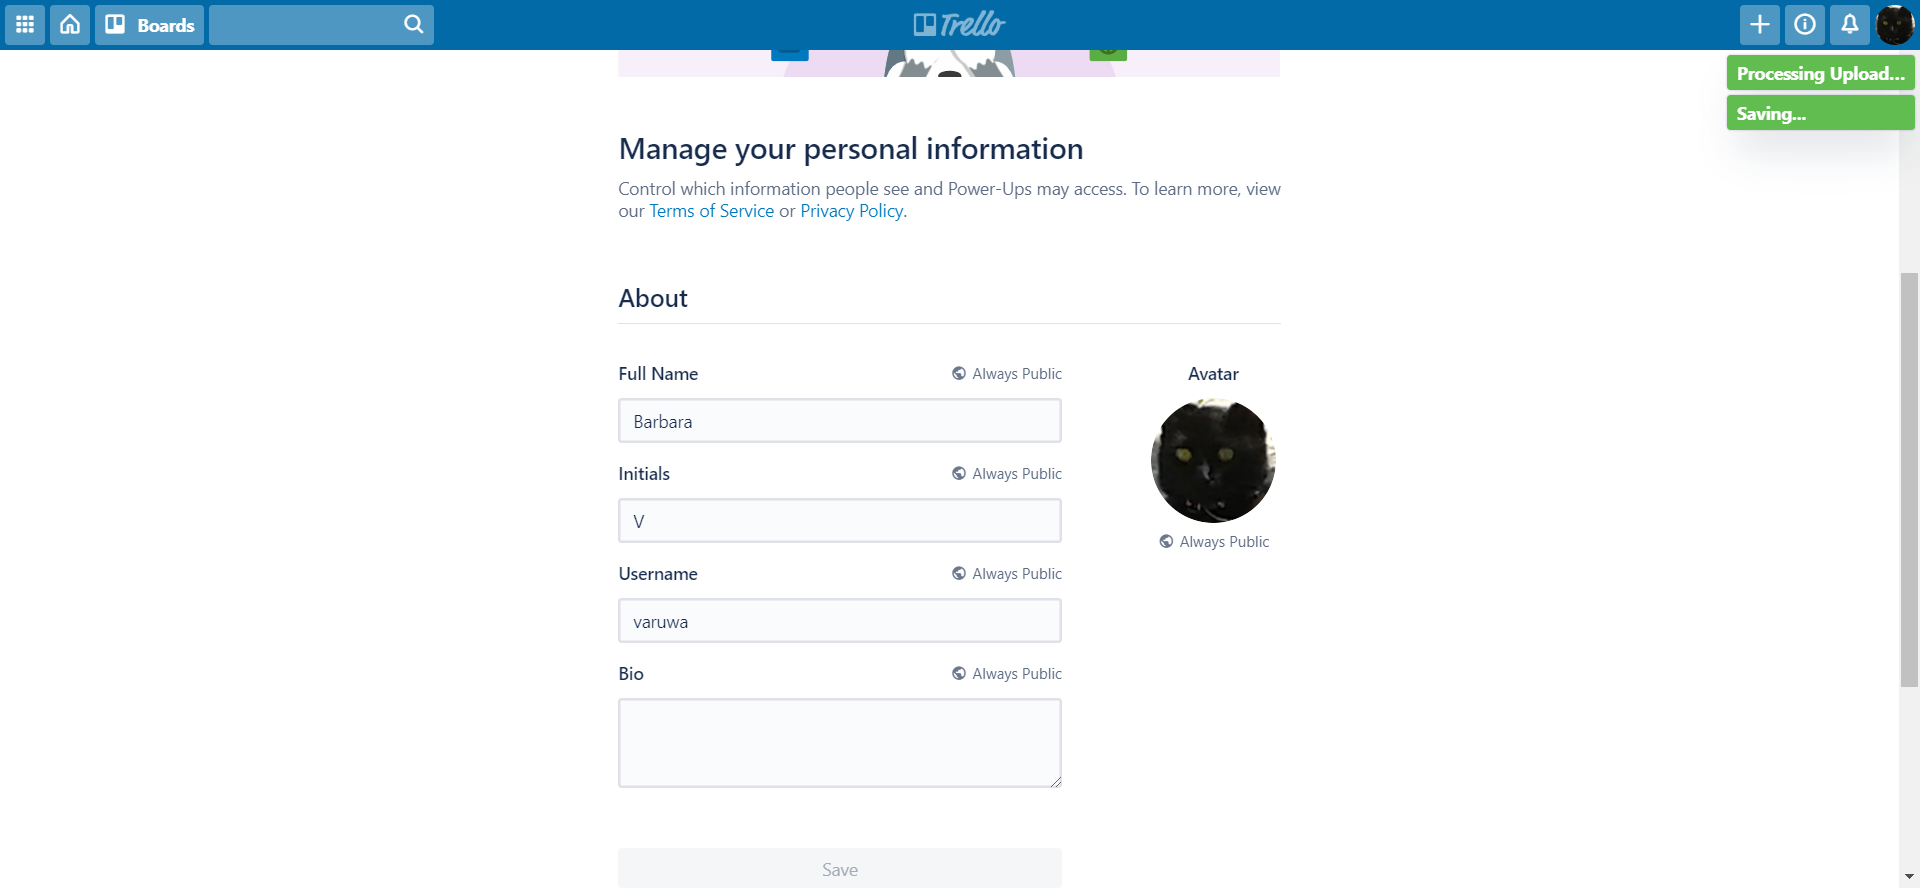 Boards
Trello
Processing Upload...
Saving...
Manage your personal information
Control which information people see and Power-Ups may access. To learn more, view
our Terms of Service or Privacy Policy.
About
Full Name
Always Public
Avatar
Barbara
Initials
Always Public
V
Always Public
Username
Always Public
varuwa
Bio
Always Public
Save